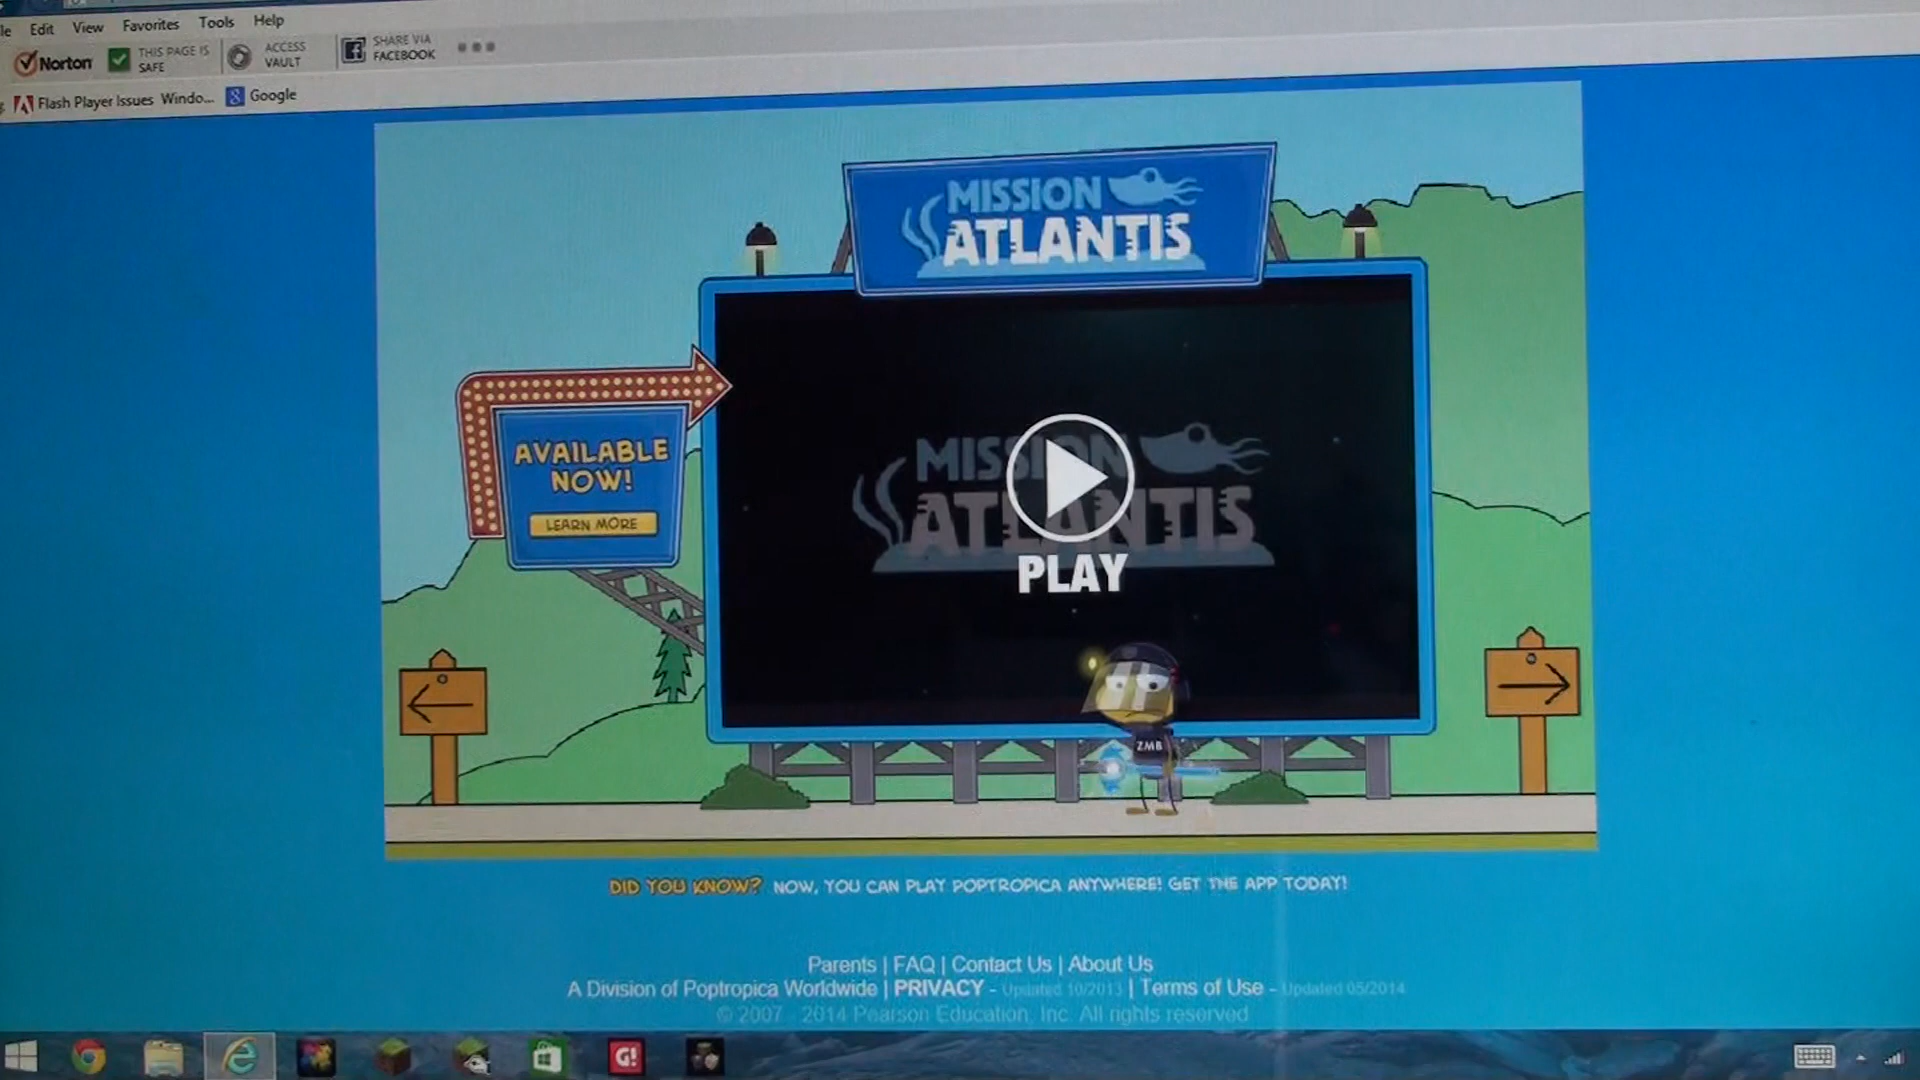 Edit View Favorites Tools Help
Norton THIS PAGE IS SAFE ACCESS VAULT SHARE VIA FACEBOOK
Flash Player Issues Windo... Google
MISSION
ATLANTIS
AVAILABLE
NOW!
LEARN MORE
MISSION
ATLANTIS
PLAY
ZMB
DID YOU KNOW? NOW, YOU CAN PLAY POPTROPICA ANYWHERE! GET THE APP TODAY!
Parents | FAQ | Contact Us | About Us
A Division of Poptropica Worldwide | PRIVACY - Updated 10/2013 | Terms of Use - Updated 05/2014
© 2007 - 2014 Pearson Education, Inc. All rights reserved
G!